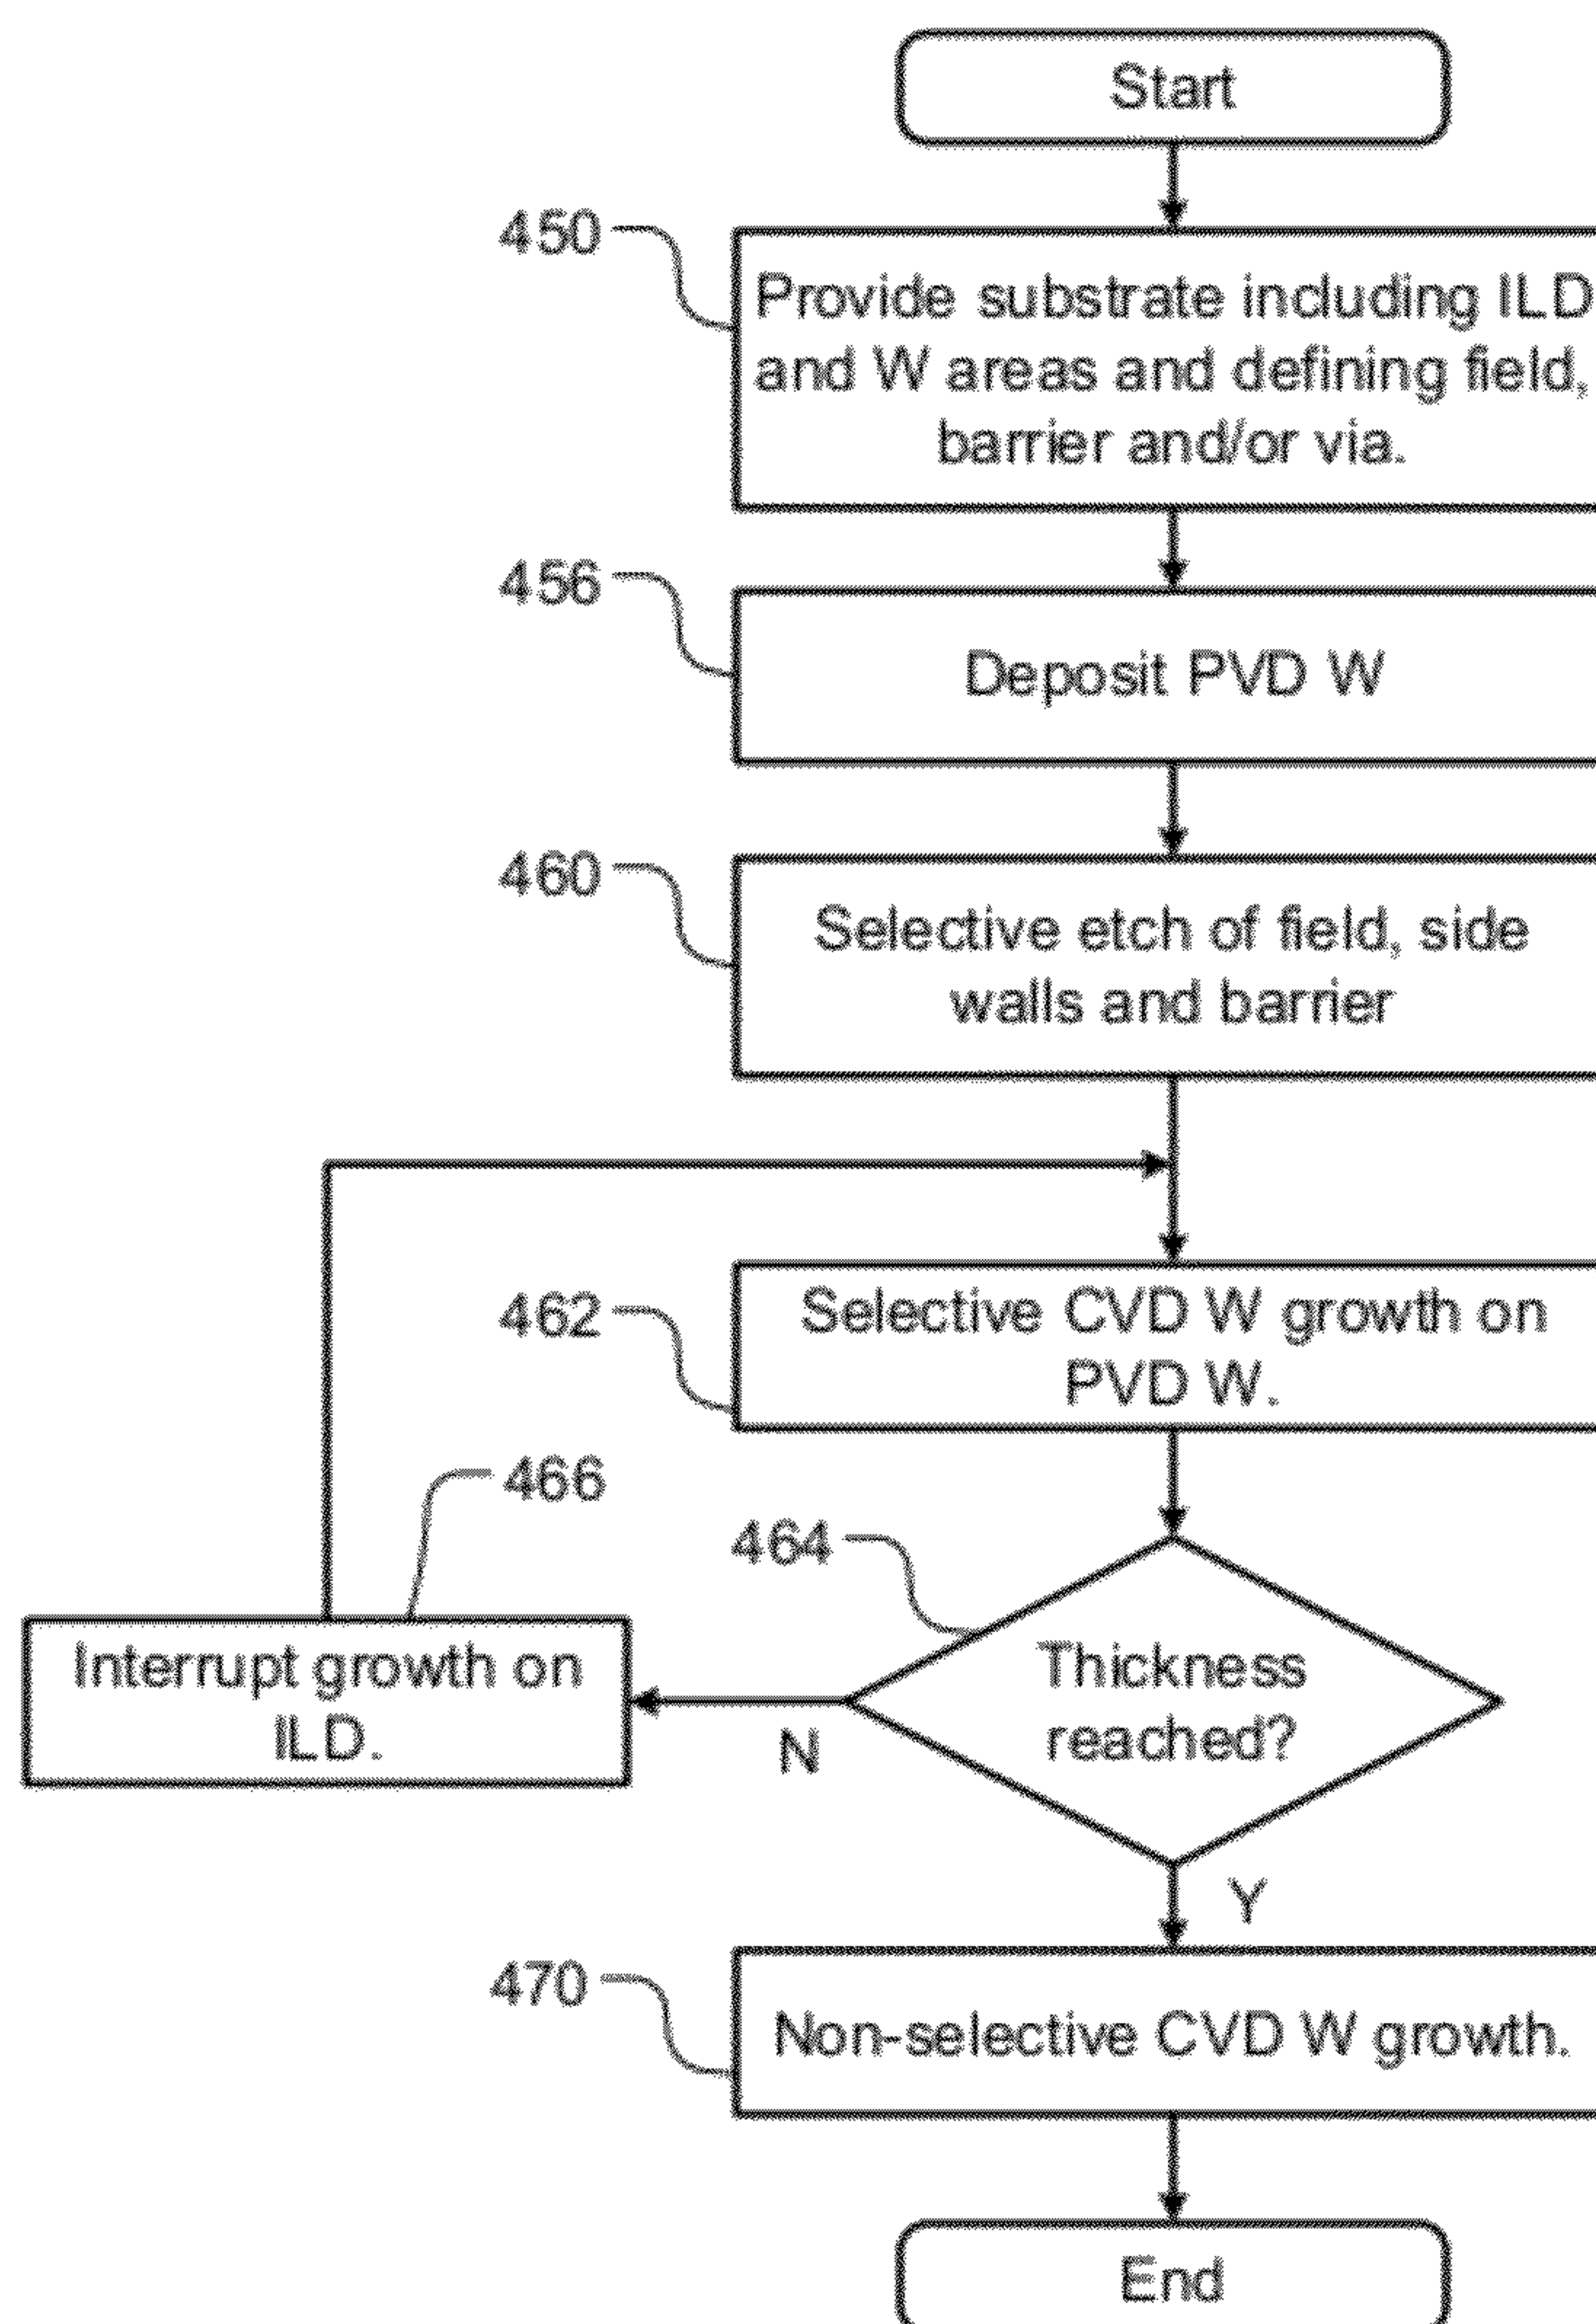 Start
450
Provide substrate including ILD
and W areas and defining field,
barrier and/or via.
456
Deposit PVD W
460
Selective etch of field, side
walls and barrier
462
Selective CVD W growth on
PVD W.
466
464
Interrupt growth on
ILD.
Thickness
reached?
N
Y
470
Non-selective CVD W growth.
End